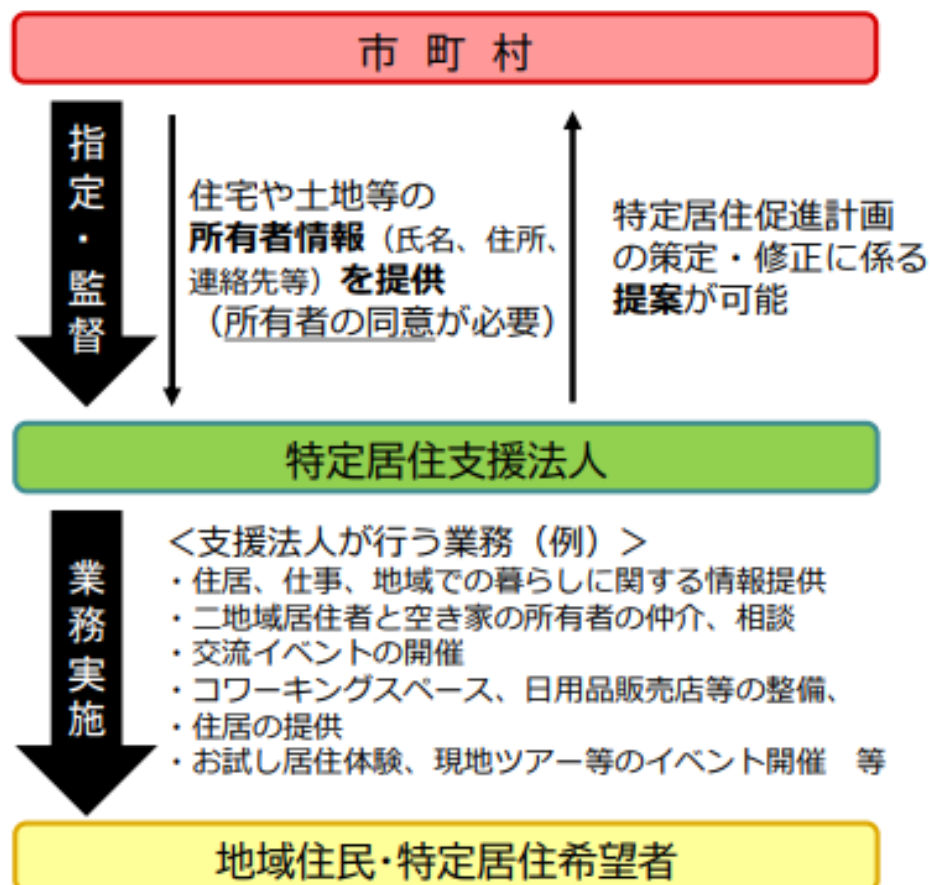 市町村
指定・監督
住宅や土地等の
所有者情報（氏名、住所、
連絡先等）を提供
（所有者の同意が必要）
特定居住促進計画
の策定・修正に係る
提案が可能
特定居住支援法人
業務実施
＜支援法人が行う業務（例）＞
・住居、仕事、地域での暮らしに関する情報提供
・二地域居住者と空き家の所有者の仲介、相談
・交流イベントの開催
・コワーキングスペース、日用品販売店等の整備、
・住居の提供
・お試し居住体験、現地ツアー等のイベント開催　等
地域住民・特定居住希望者